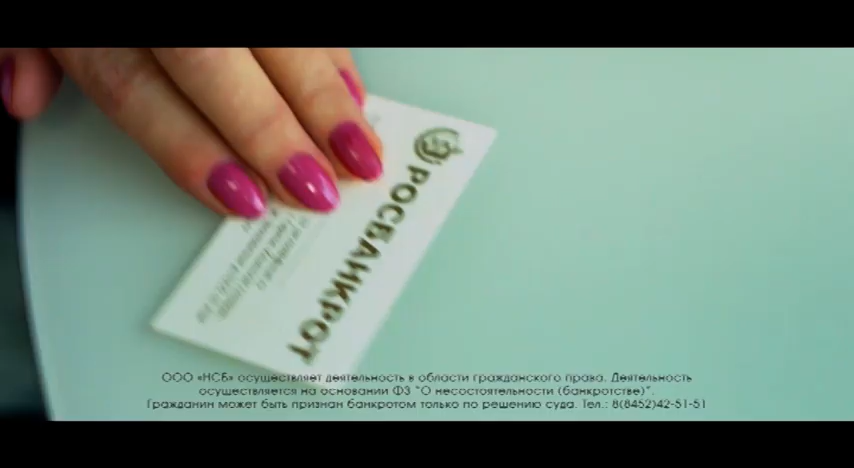 РОСБАНКРОТ
ООО «НСБ» осуществляет деятельность в области гражданского права. Деятельность
осуществляется на основании ФЗ "О несостоятельности (банкротстве)".
Гражданин может быть признан банкротом только по решению суда. Тел.: 8(8452)42-51-51